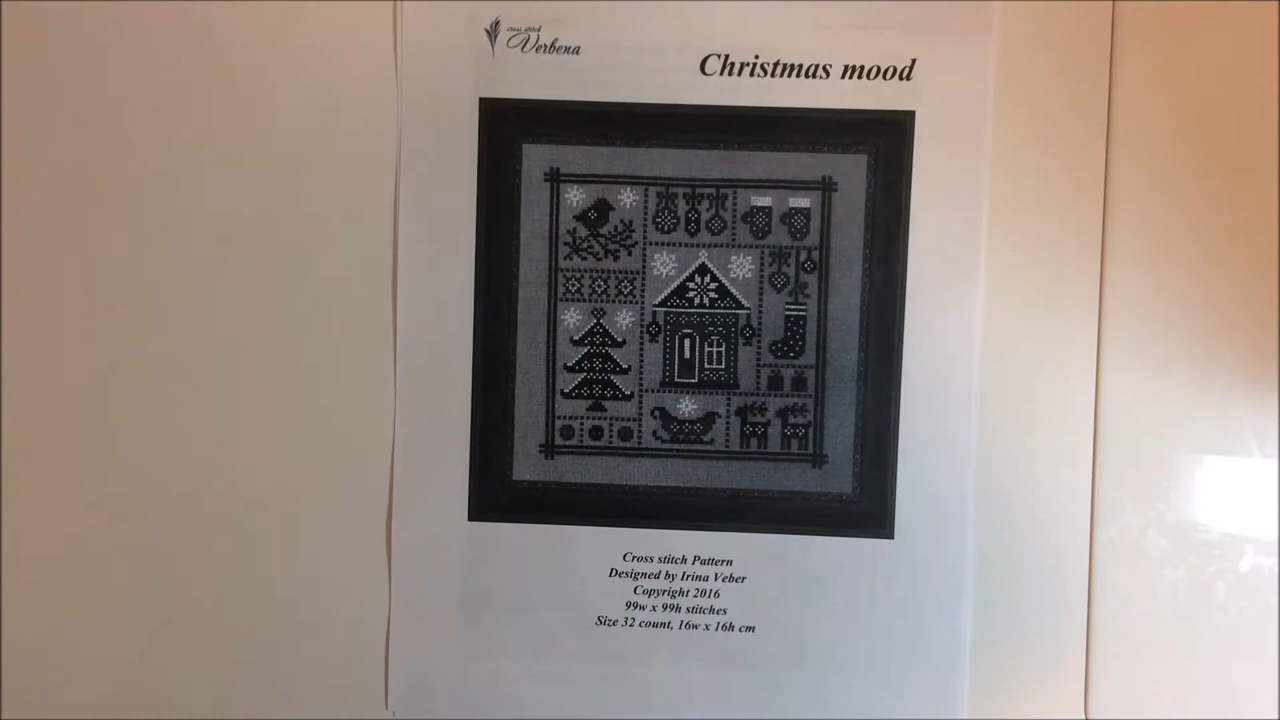 cross stitch
Verbena
Christmas mood
Cross stitch Pattern
Designed by Irina Veber
Copyright 2016
99w x 99h stitches
Size 32 count, 16w x 16h cm